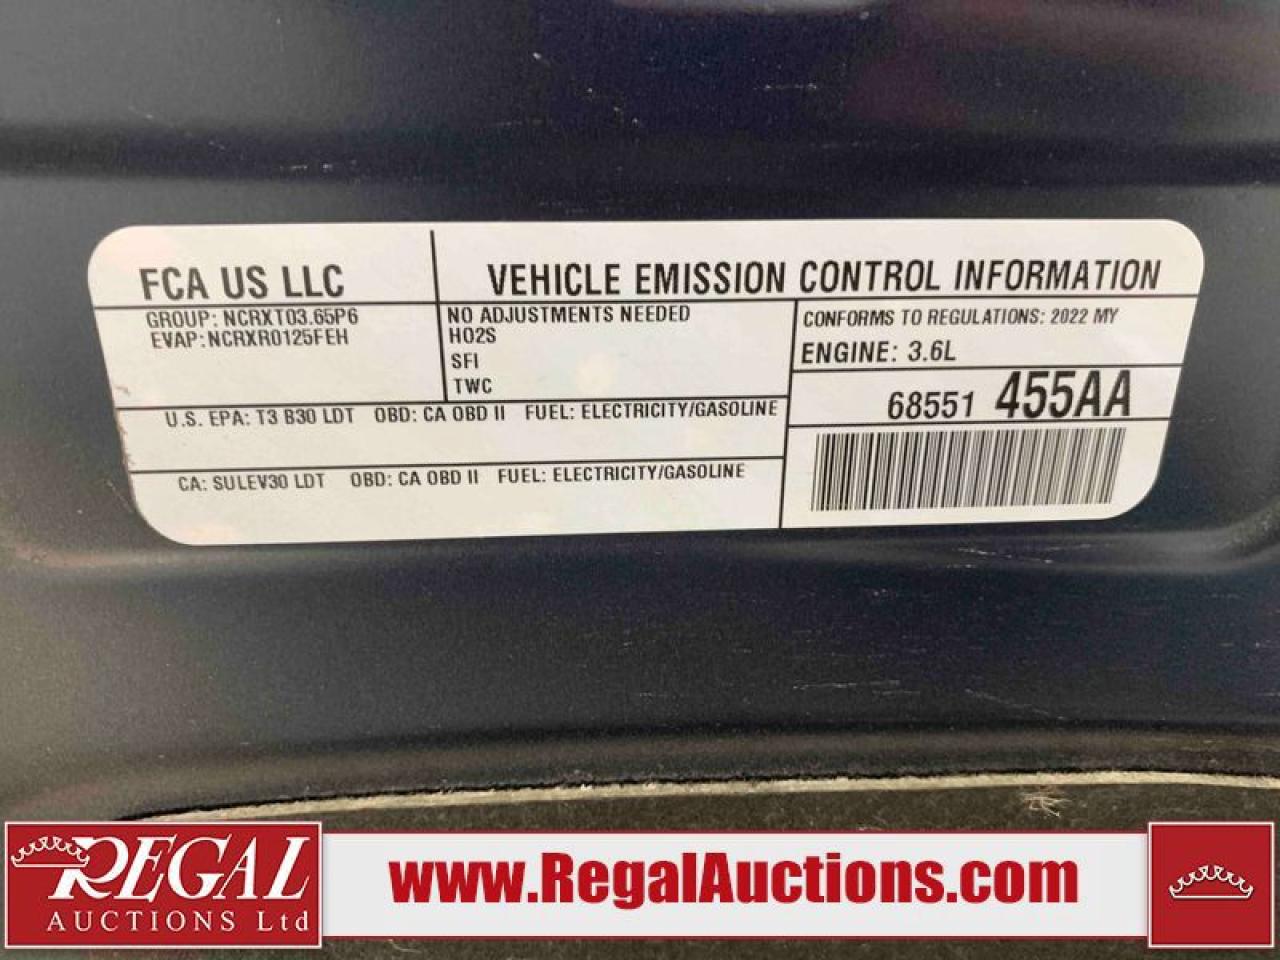 FCA US LLC
VEHICLE EMISSION CONTROL INFORMATION
GROUP: NCRXT03.65P6
EVAP: NCRXR0125FEH
NO ADJUSTMENTS NEEDED
HO2S
SFI
TWC
CONFORMS TO REGULATIONS: 2022 MY
ENGINE: 3.6L
68551 455AA
U.S. EPA: T3 B30 LDT OBD: CA OBD II FUEL: ELECTRICITY/GASOLINE
CA: SULEV30 LDT OBD: CA OBD II FUEL: ELECTRICITY/GASOLINE
REGAL
AUCTIONS Ltd
www.RegalAuctions.com